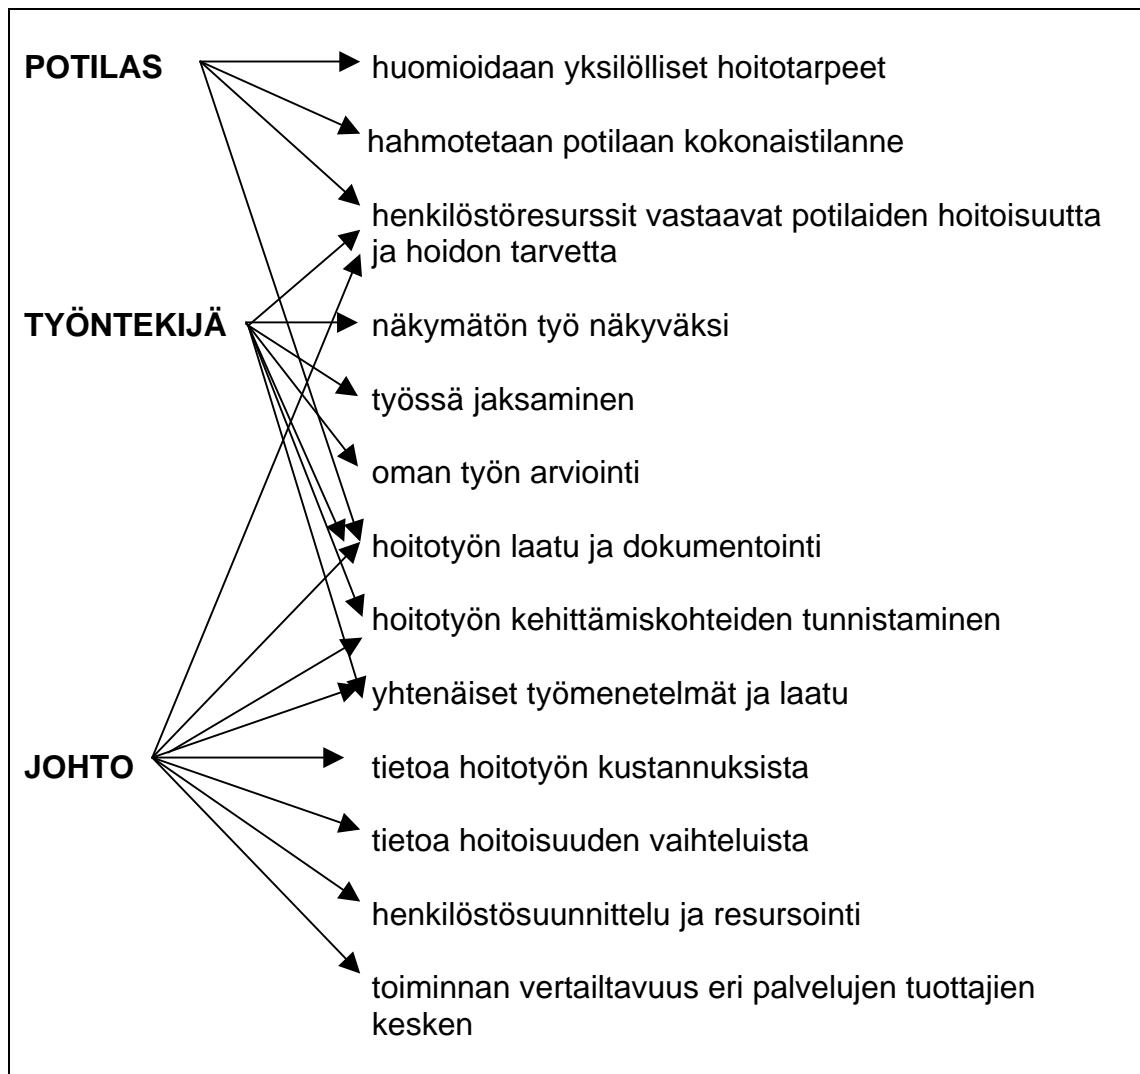 POTILAS
huomioidaan yksilölliset hoitotarpeet
hahmotetaan potilaan kokonaistilanne
henkilöstöresurssit vastaavat potilaiden hoitoisuutta
ja hoidon tarvetta
TYÖNTEKIJÄ
näkymätön työ näkyväksi
työssä jaksaminen
oman työn arviointi
hoitotyön laatu ja dokumentointi
hoitotyön kehittämiskohteiden tunnistaminen
yhtenäiset työmenetelmät ja laatu
JOHTO
tietoa hoitotyön kustannuksista
tietoa hoitoisuuden vaihteluista
henkilöstösuunnittelu ja resursointi
toiminnan vertailtavuus eri palvelujen tuottajien
kesken